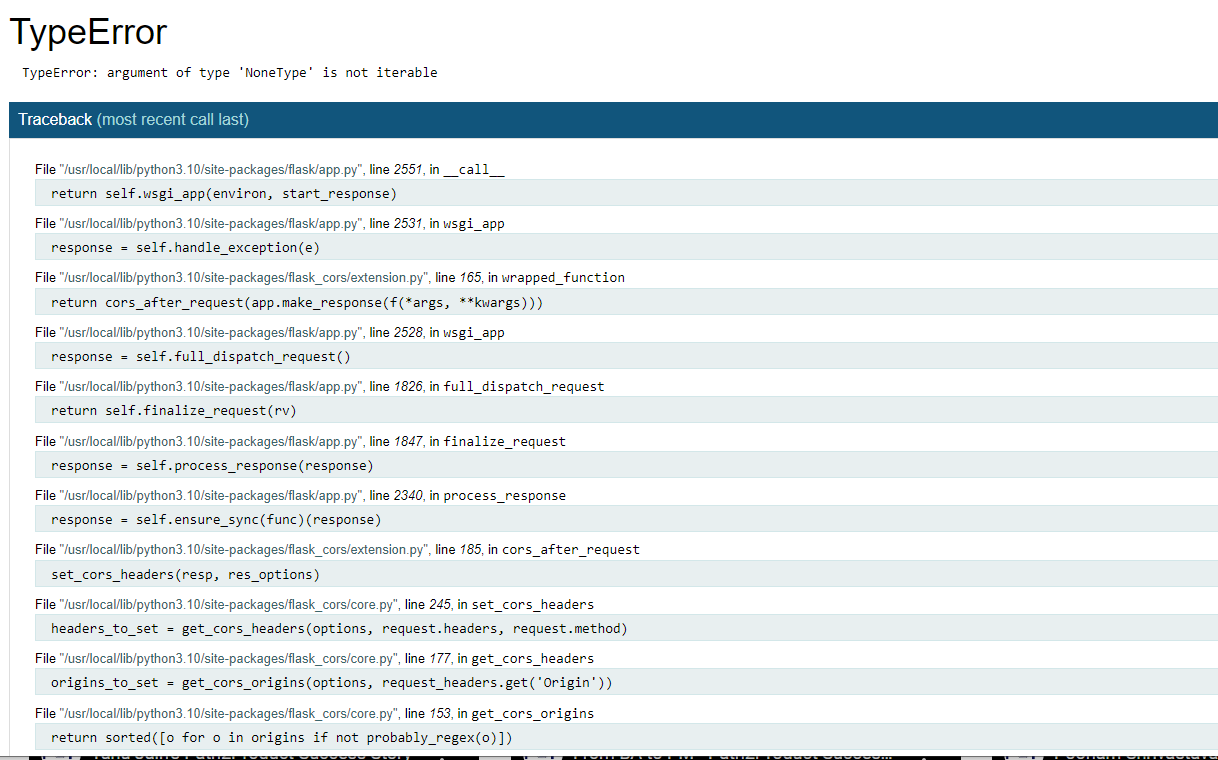 TypeError
TypeError: argument of type 'NoneType' is not iterable
Traceback (most recent call last)
File "/usr/local/lib/python3.10/site-packages/flask/app.py", line 2551, in __call__
return self.wsgi_app(environ, start_response)
File "/usr/local/lib/python3.10/site-packages/flask/app.py", line 2531, in wsgi_app
response = self.handle_exception(e)
File "/usr/local/lib/python3.10/site-packages/flask_cors/extension.py", line 165, in wrapped_function
return cors_after_request(app.make_response(f(*args, **kwargs)))
File "/usr/local/lib/python3.10/site-packages/flask/app.py", line 2528, in wsgi_app
response = self.full_dispatch_request()
File "/usr/local/lib/python3.10/site-packages/flask/app.py", line 1826, in full_dispatch_request
return self.finalize_request(rv)
File "/usr/local/lib/python3.10/site-packages/flask/app.py", line 1847, in finalize_request
response = self.process_response(response)
File "/usr/local/lib/python3.10/site-packages/flask/app.py", line 2340, in process_response
response = self.ensure_sync(func)(response)
File "/usr/local/lib/python3.10/site-packages/flask_cors/extension.py", line 185, in cors_after_request
set_cors_headers(resp, res_options)
File "/usr/local/lib/python3.10/site-packages/flask_cors/core.py", line 245, in set_cors_headers
headers_to_set = get_cors_headers(options, request.headers, request.method)
File "/usr/local/lib/python3.10/site-packages/flask_cors/core.py", line 177, in get_cors_headers
origins_to_set = get_cors_origins(options, request_headers.get('Origin'))
File "/usr/local/lib/python3.10/site-packages/flask_cors/core.py", line 153, in get_cors_origins
return sorted([o for o in origins if not probably_regex(o)])